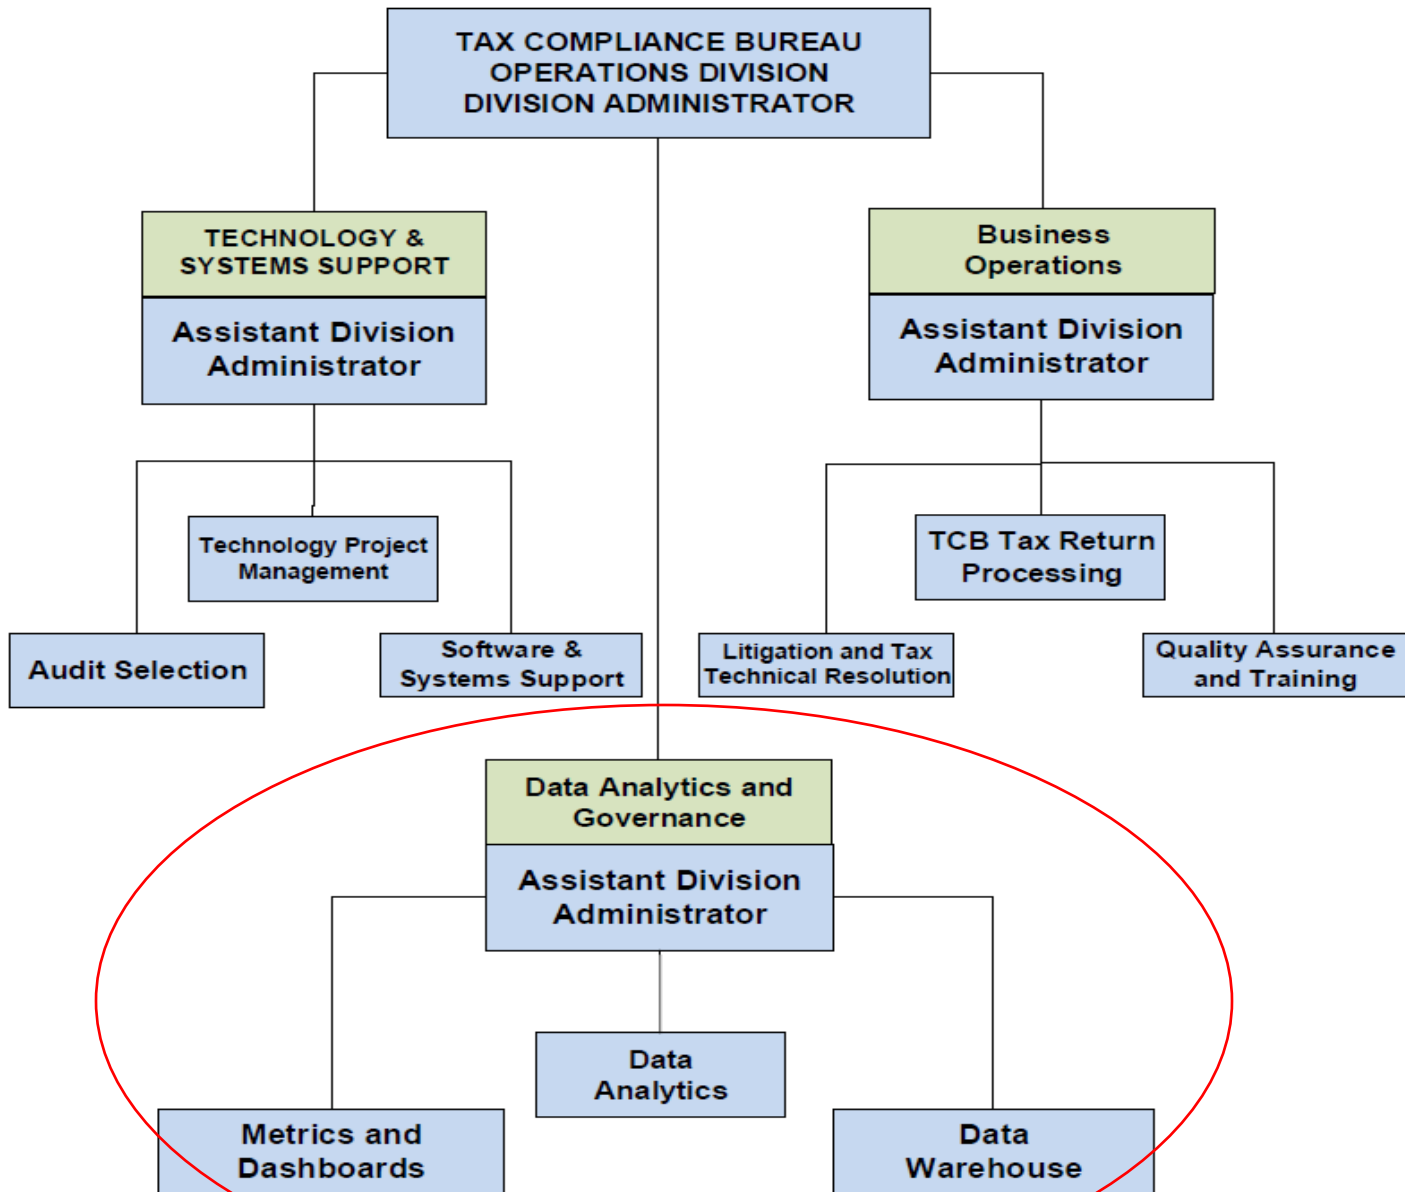 TAX COMPLIANCE BUREAU
OPERATIONS DIVISION
DIVISION ADMINISTRATOR
TECHNOLOGY &
SYSTEMS SUPPORT
Assistant Division
Administrator
Business
Operations
Assistant Division
Administrator
Technology Project
Management
Audit Selection
Software &
Systems Support
TCB Tax Return
Processing
Litigation and Tax
Technical Resolution
Quality Assurance
and Training
Data Analytics and
Governance
Assistant Division
Administrator
Data
Analytics
Metrics and
Dashboards
Data
Warehouse